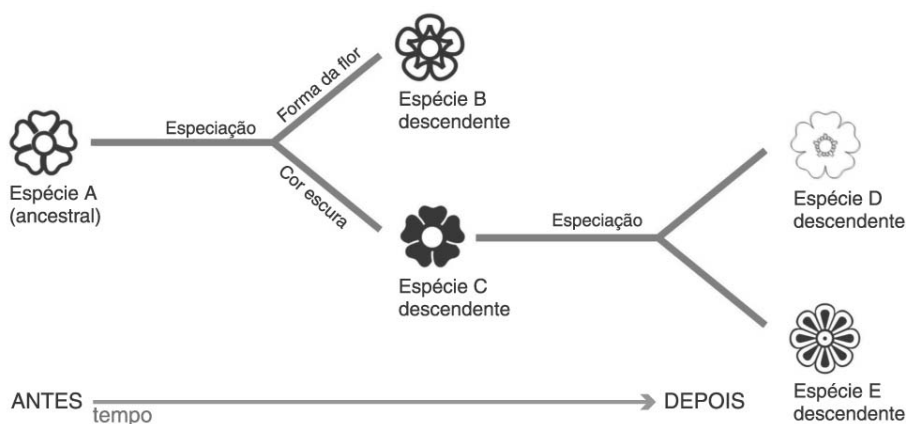 Forma da flor
Espécie B
descendente
Especiação
Espécie A
(ancestral)
Cor escura
Espécie C
descendente
Especiação
Espécie D
descendente
Espécie E
descendente
ANTES
tempo
DEPOIS